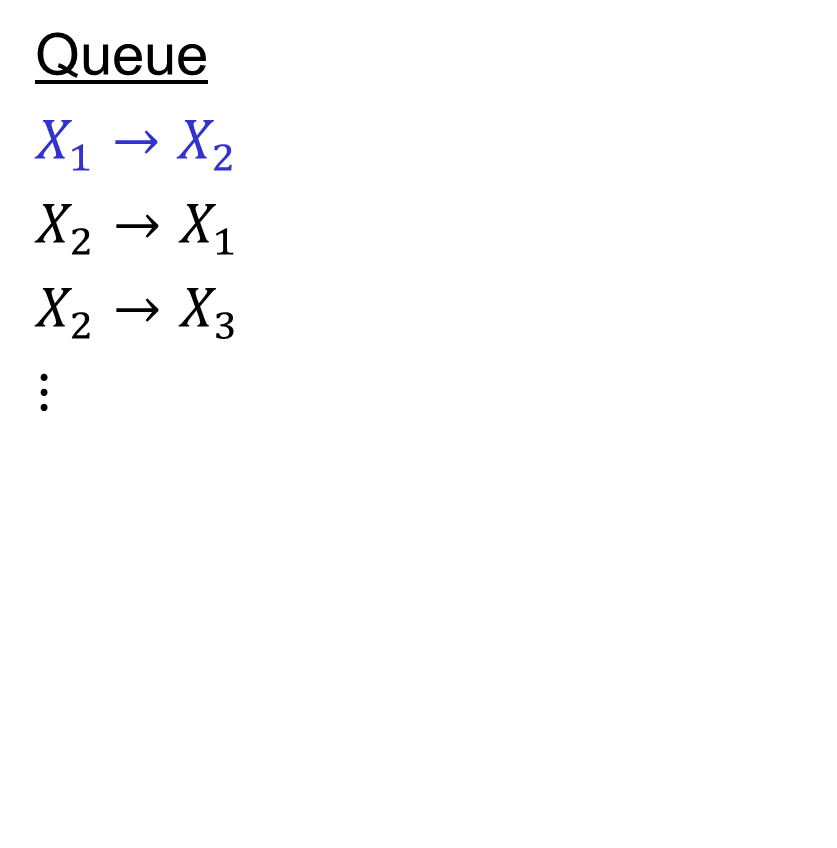 Queue
X₁ → X₂
X₂ → X₁
X₂ → X₃
⋮